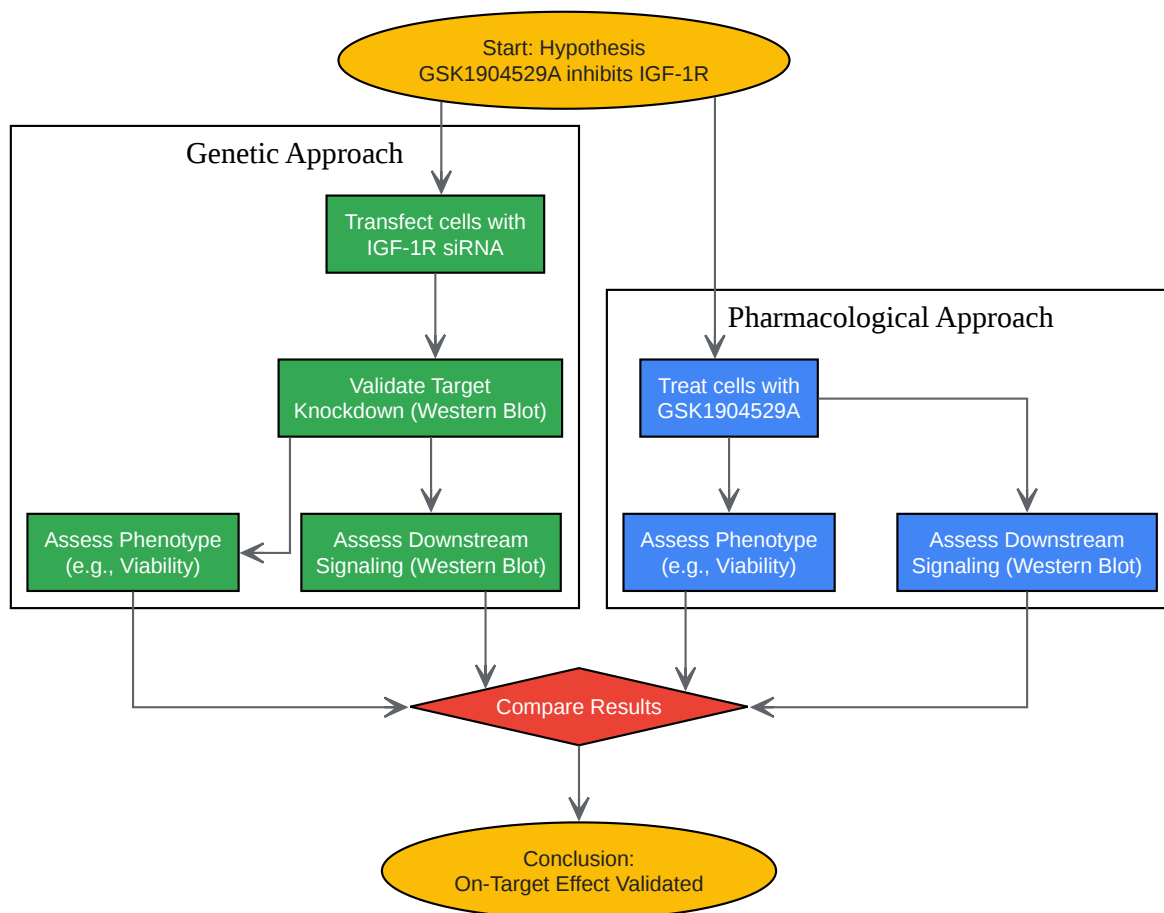 Start: Hypothesis
GSK1904529A inhibits IGF-1R
Genetic Approach
Transfect cells with
IGF-1R siRNA
Validate Target
Knockdown (Western Blot)
Assess Phenotype
(e.g., Viability)
Assess Downstream
Signaling (Western Blot)
Pharmacological Approach
Treat cells with
GSK1904529A
Assess Phenotype
(e.g., Viability)
Assess Downstream
Signaling (Western Blot)
Compare Results
Conclusion:
On-Target Effect Validated